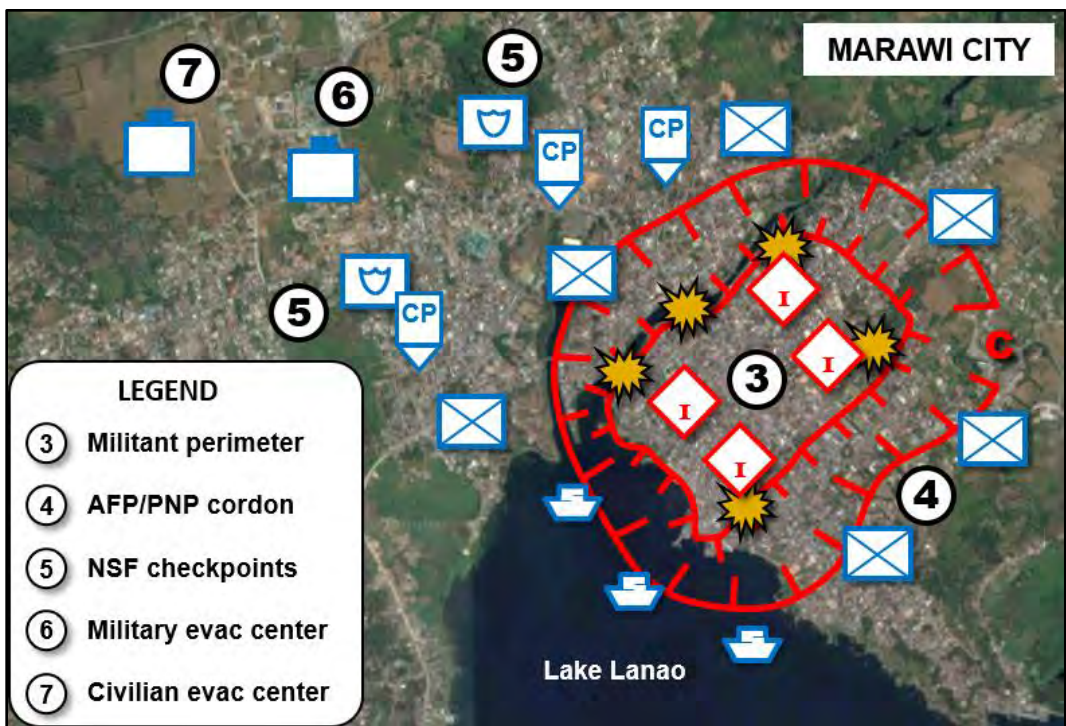 MARAWI CITY
7
6
5
CP
CP
5
CP
3
I
I
I
I
C
4
LEGEND
3 Militant perimeter
4 AFP/PNP cordon
5 NSF checkpoints
6 Military evac center
7 Civilian evac center
Lake Lanao